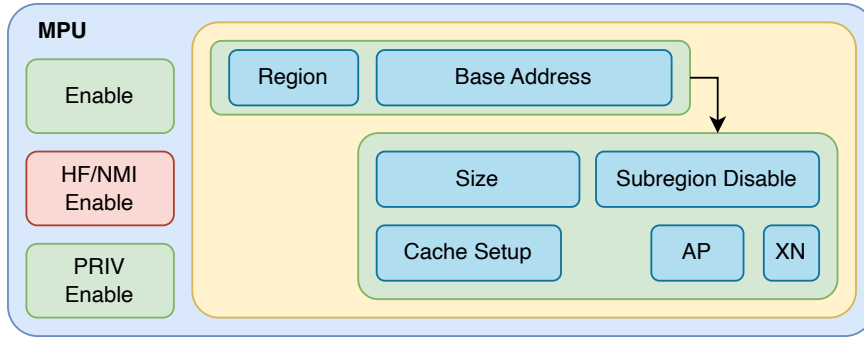 MPU
Enable
HF/NMI
Enable
PRIV
Enable
Region
Base Address
Size
Subregion Disable
Cache Setup
AP
XN